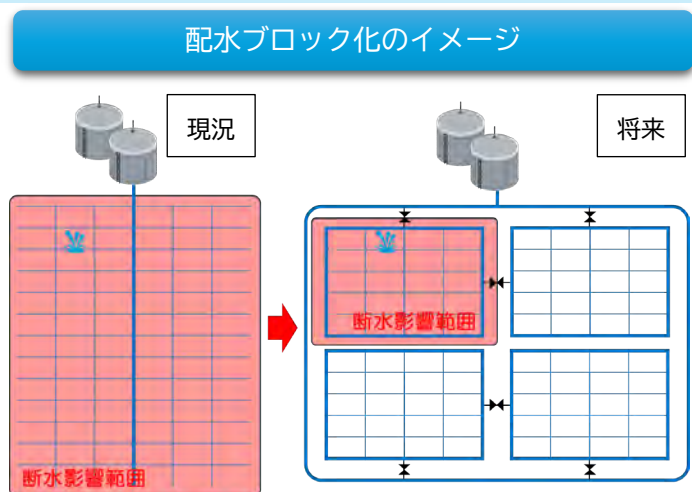 配水ブロック化のイメージ
現況
将来
断水影響範囲
断水影響範囲